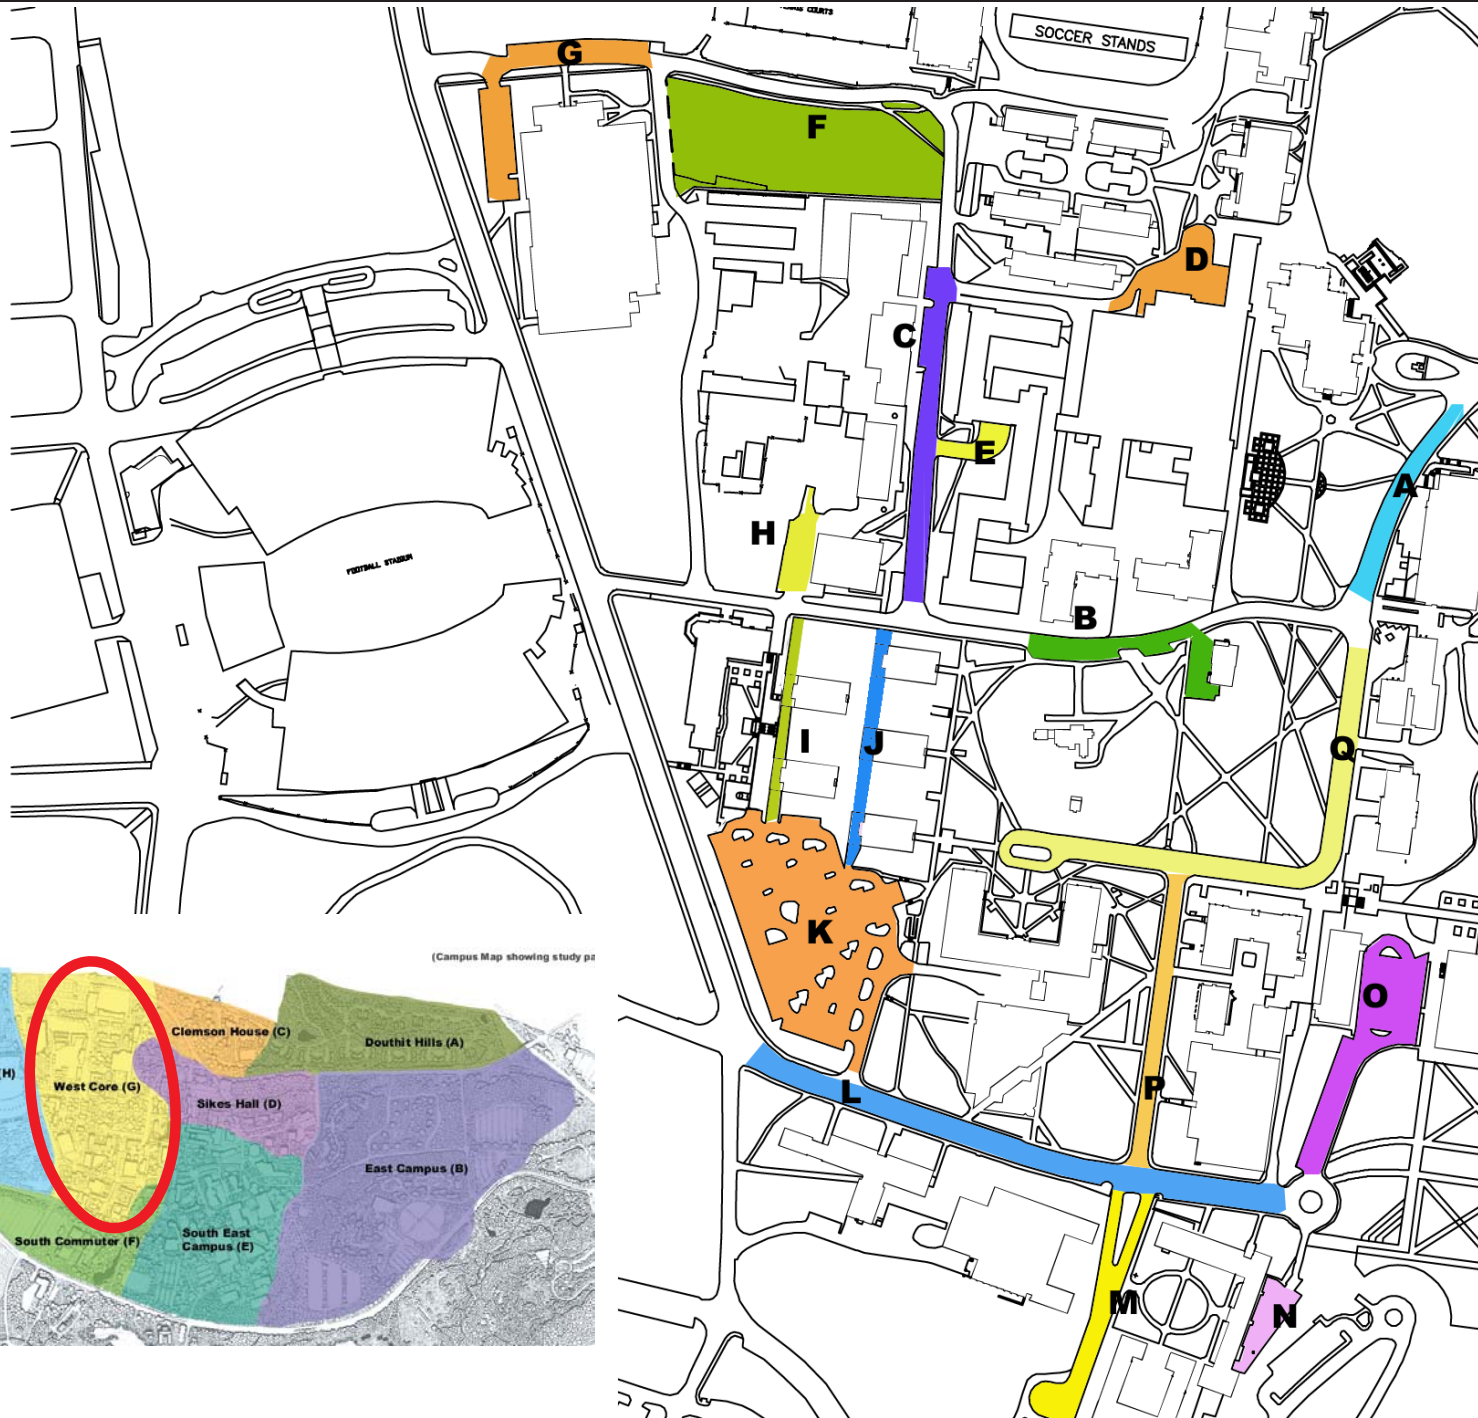 COURTS
SOCCER STANDS
G
F
D
C
E
A
H
FOOTBALL STADIUM
B
I
J
Q
K
O
L
P
M
N
(Campus Map showing study pa
Clemson House (C)
Douthit Hills (A)
(H)
West Core (G)
Sikes Hall (D)
East Campus (B)
South Commuter (F)
South East
Campus (E)